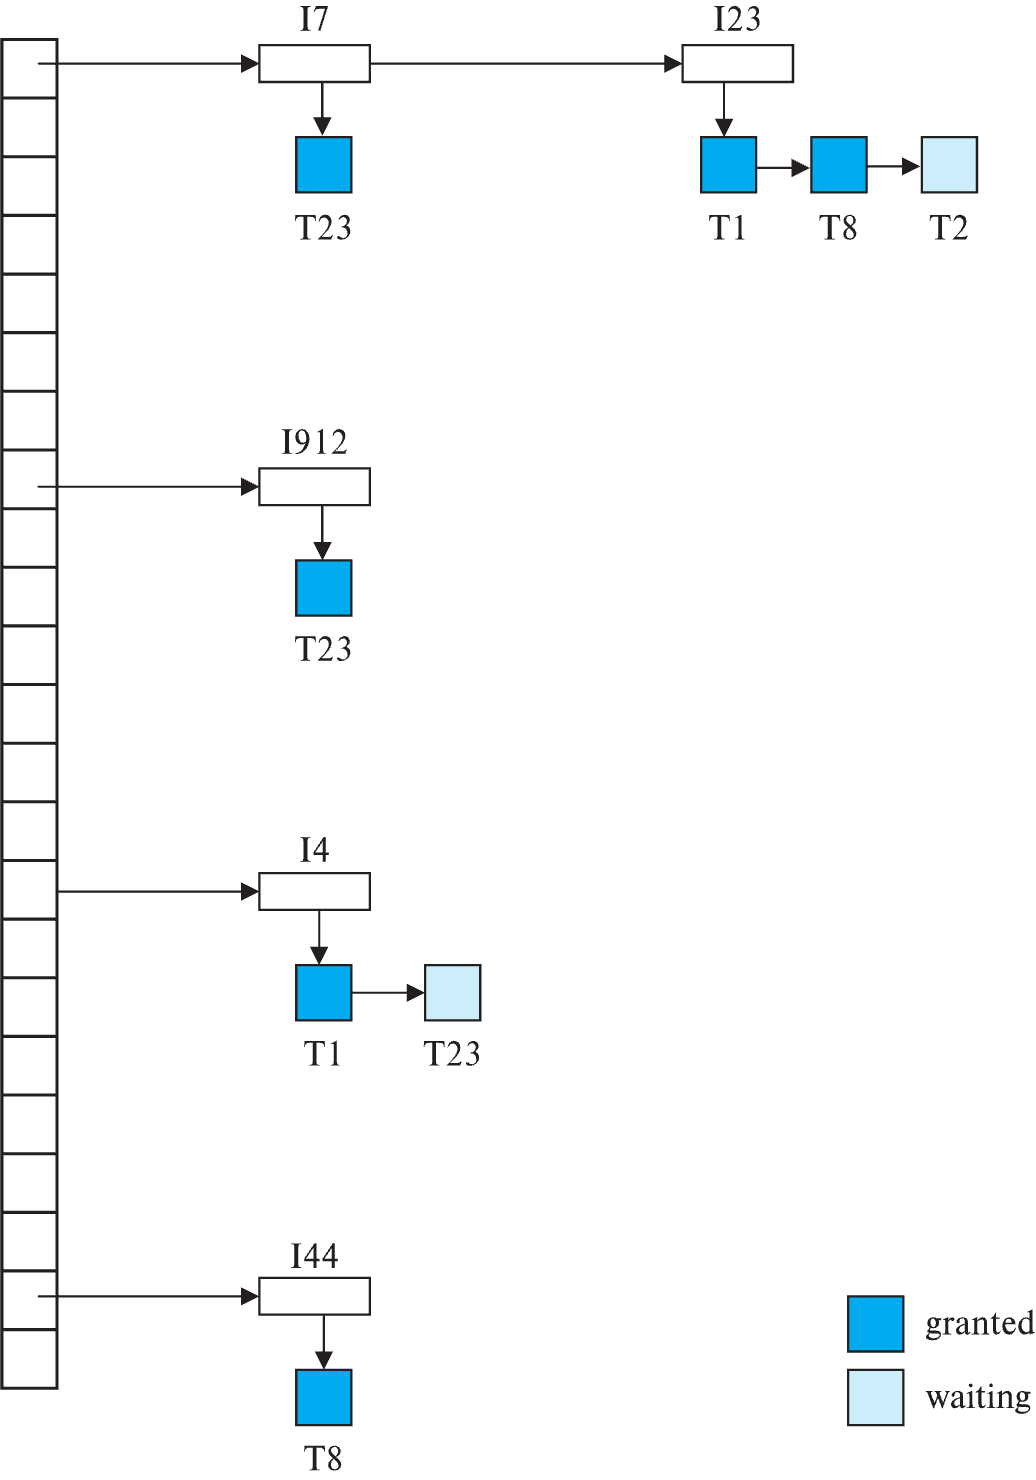 I7 I23
T23 T1 T8 T2
I912
T23
I4
T1 T23
I44
granted
waiting
T8